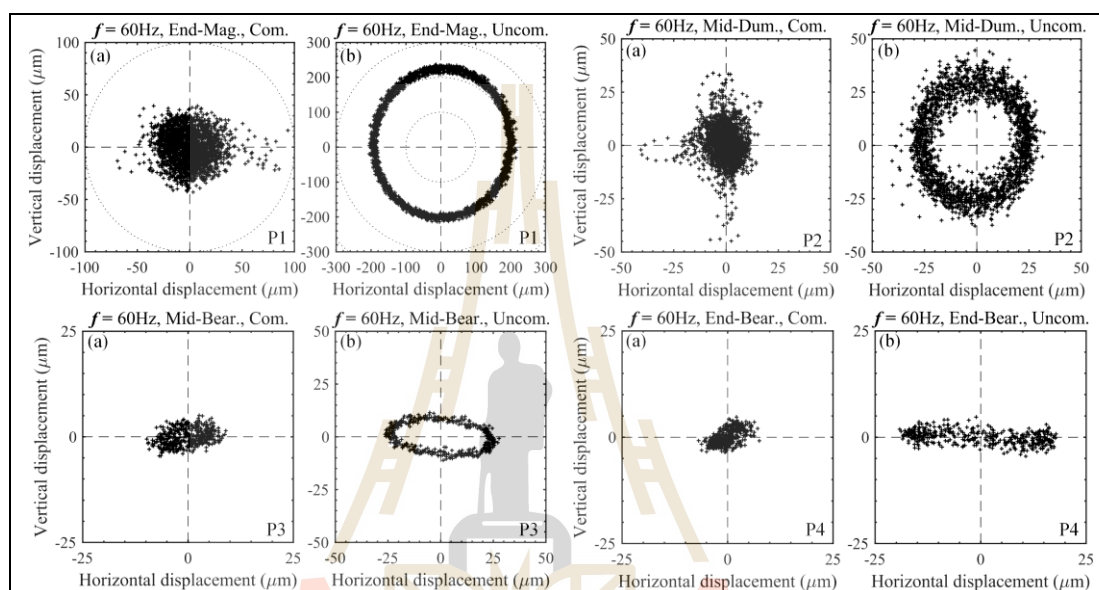 f = 60Hz, End-Mag., Com.
f = 60Hz, End-Mag., Uncom.
f = 60Hz, Mid-Dum., Com.
f = 60Hz, Mid-Dum., Uncom.
Vertical displacement (μm)
100
50
0
-50
-100
(a)
P1
-100
-50
0
50
100
Horizontal displacement (μm)
300
200
100
0
-100
-200
-300
(b)
P1
-300
-200
-100
0
100
200
300
Horizontal displacement (μm)
Vertical displacement (μm)
50
25
0
-25
-50
(a)
P2
-50
-25
0
25
50
Horizontal displacement (μm)
50
25
0
-25
-50
(b)
P2
-50
-25
0
25
50
Horizontal displacement (μm)
f = 60Hz, Mid-Bear., Com.
f = 60Hz, Mid-Bear., Uncom.
f = 60Hz, End-Bear., Com.
f = 60Hz, End-Bear., Uncom.
Vertical displacement (μm)
25
0
-25
(a)
P3
-25
0
25
Horizontal displacement (μm)
50
25
0
-25
-50
(b)
P3
-50
-25
0
25
50
Horizontal displacement (μm)
Vertical displacement (μm)
25
0
-25
(a)
P4
-25
0
25
Horizontal displacement (μm)
25
0
-25
(b)
P4
-25
0
25
Horizontal displacement (μm)